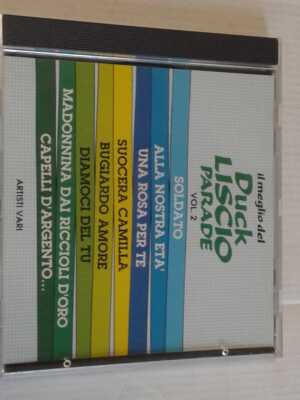 il meglio del
Duck
LISCIO
PARADE
VOL. 2
SOLDATO
ALLA NOSTRA ETA'
UNA ROSA PER TE
SUOCERA CAMILLA
BUGIARDO AMORE
DIAMOCI DEL TU
MADONNINA DAI RICCIOLI D'ORO
CAPELLI D'ARGENTO...
ARTISTI VARI